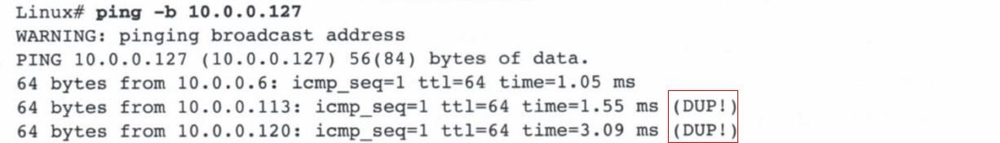 Linux# ping -b 10.0.0.127
WARNING: pinging broadcast address
PING 10.0.0.127 (10.0.0.127) 56(84) bytes of data.
64 bytes from 10.0.0.6: icmp_seq=1 ttl=64 time=1.05 ms
64 bytes from 10.0.0.113: icmp_seq=1 ttl=64 time=1.55 ms (DUP!)
64 bytes from 10.0.0.120: icmp_seq=1 ttl=64 time=3.09 ms (DUP!)